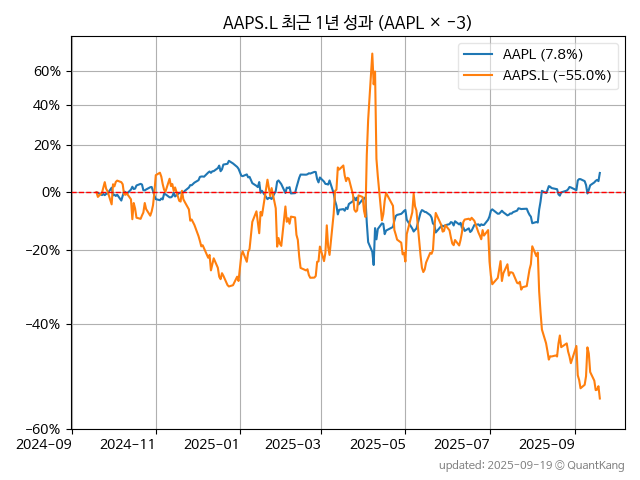 AAPS.L 최근 1년 성과 (AAPL × −3)
AAPL (7.8%)
AAPS.L (−55.0%)
60%
40%
20%
0%
−20%
−40%
−60%
2024-09 2024-11 2025-01 2025-03 2025-05 2025-07 2025-09
updated: 2025-09-19 © QuantKang